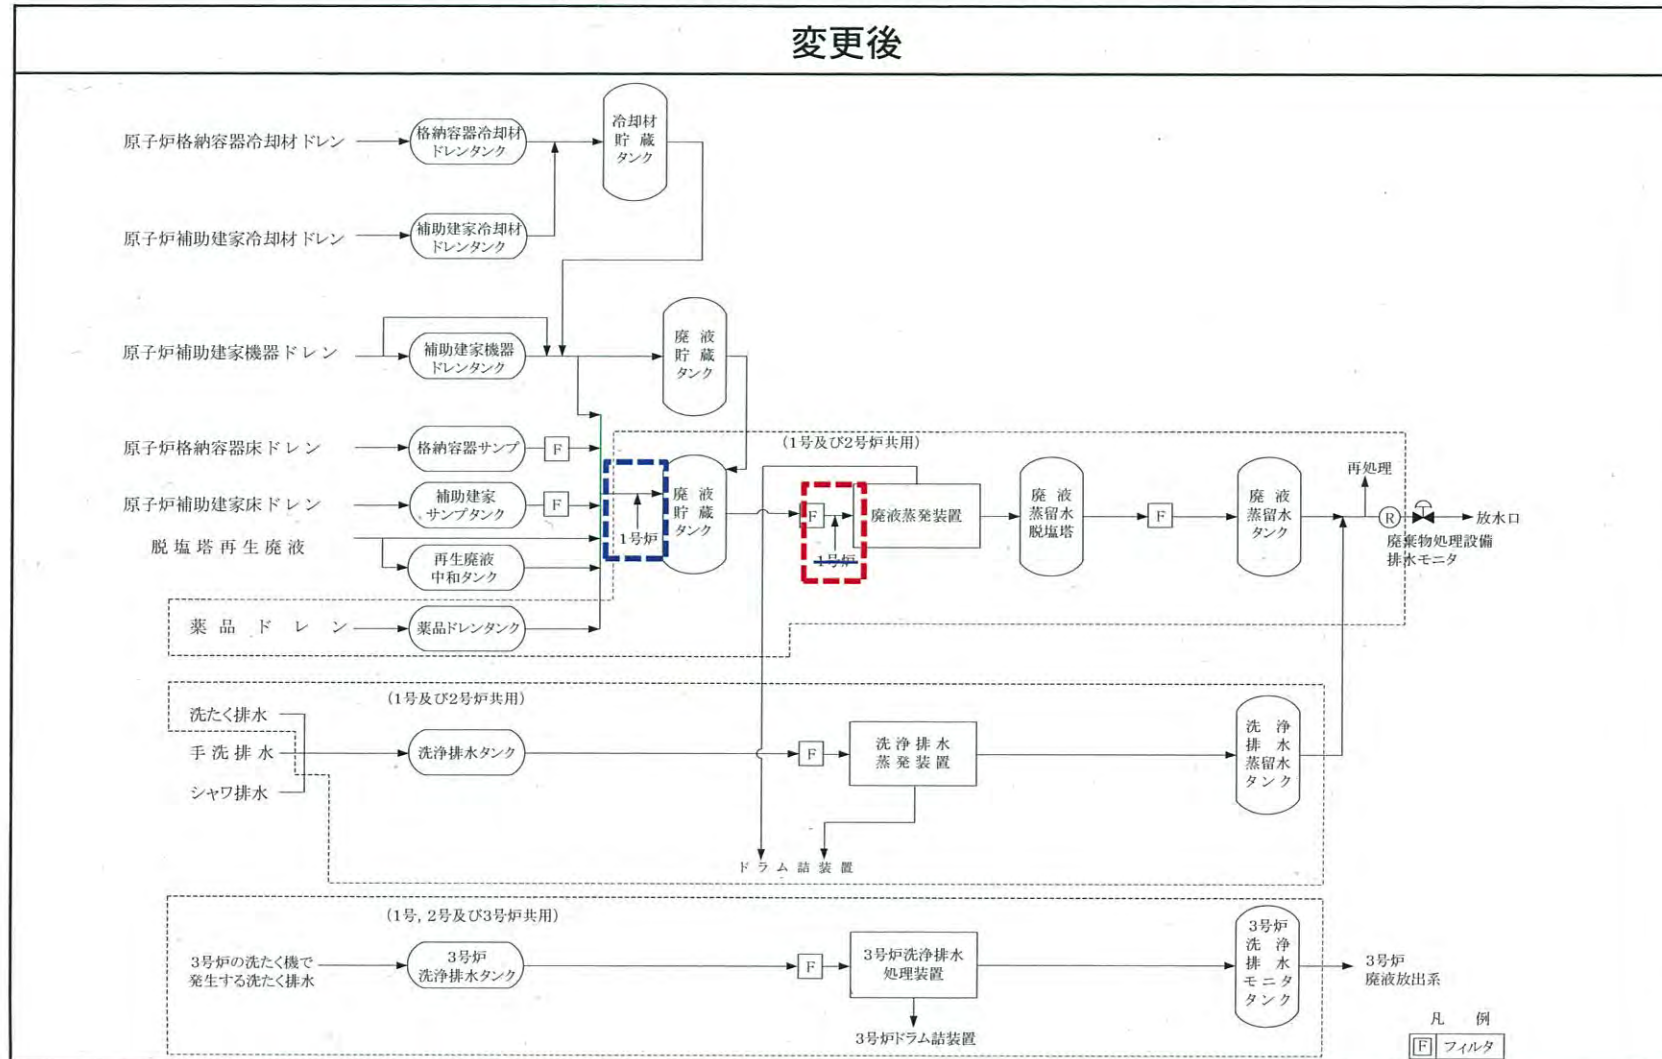 変更後
原子炉格納容器冷却材ドレン
格納容器冷却材
ドレンタンク
冷却材
貯蔵
タンク
原子炉補助建家冷却材ドレン
補助建家冷却材
ドレンタンク
原子炉補助建家機器ドレン
補助建家機器
ドレンタンク
廃液
貯蔵
タンク
原子炉格納容器床ドレン
格納容器サンプ
F
原子炉補助建家床ドレン
補助建家
サンプタンク
F
脱塩塔再生廃液
再生廃液
中和タンク
薬品ドレン
薬品ドレンタンク
(1号及び2号炉共用)
1号炉
廃液
貯蔵
タンク
F
1号炉
廃液蒸発装置
廃液
蒸留水
脱塩塔
F
廃液
蒸留水
タンク
再処理
R
放水口
廃棄物処理設備
排水モニタ
(1号及び2号炉共用)
洗たく排水
手洗排水
シャワ排水
洗浄排水タンク
F
洗浄排水
蒸発装置
洗浄
排水
蒸留水
タンク
ドラム詰装置
(1号, 2号及び3号炉共用)
3号炉の洗たく機で
発生する洗たく排水
3号炉
洗浄排水タンク
F
3号炉洗浄排水
処理装置
3号炉
洗浄
排水
モニタ
タンク
3号炉
廃液放出系
3号炉ドラム詰装置
凡例
F フィルタ